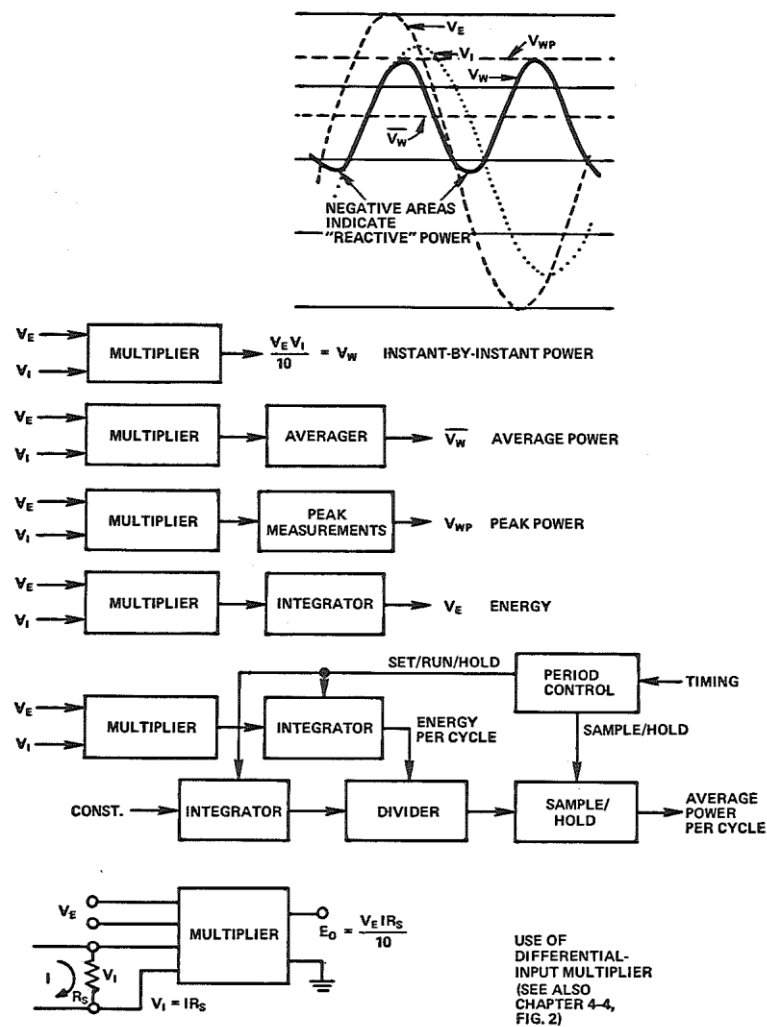 V_E
V_I
V_WP
V_W
V_W
NEGATIVE AREAS
INDICATE
"REACTIVE" POWER
V_E
V_I
MULTIPLIER
V_E V_I
10
= V_W INSTANT-BY-INSTANT POWER
V_E
V_I
MULTIPLIER
AVERAGER
V_W AVERAGE POWER
V_E
V_I
MULTIPLIER
PEAK
MEASUREMENTS
V_WP PEAK POWER
V_E
V_I
MULTIPLIER
INTEGRATOR
V_E ENERGY
SET/RUN/HOLD
PERIOD
CONTROL
TIMING
V_E
V_I
MULTIPLIER
INTEGRATOR
ENERGY
PER CYCLE
SAMPLE/HOLD
CONST.
INTEGRATOR
DIVIDER
SAMPLE/
HOLD
AVERAGE
POWER
PER CYCLE
V_E
MULTIPLIER
E_O = V_E IR_S
10
I
R_S
V_I
V_I = IR_S
USE OF
DIFFERENTIAL-
INPUT MULTIPLIER
(SEE ALSO
CHAPTER 4-4,
FIG. 2)